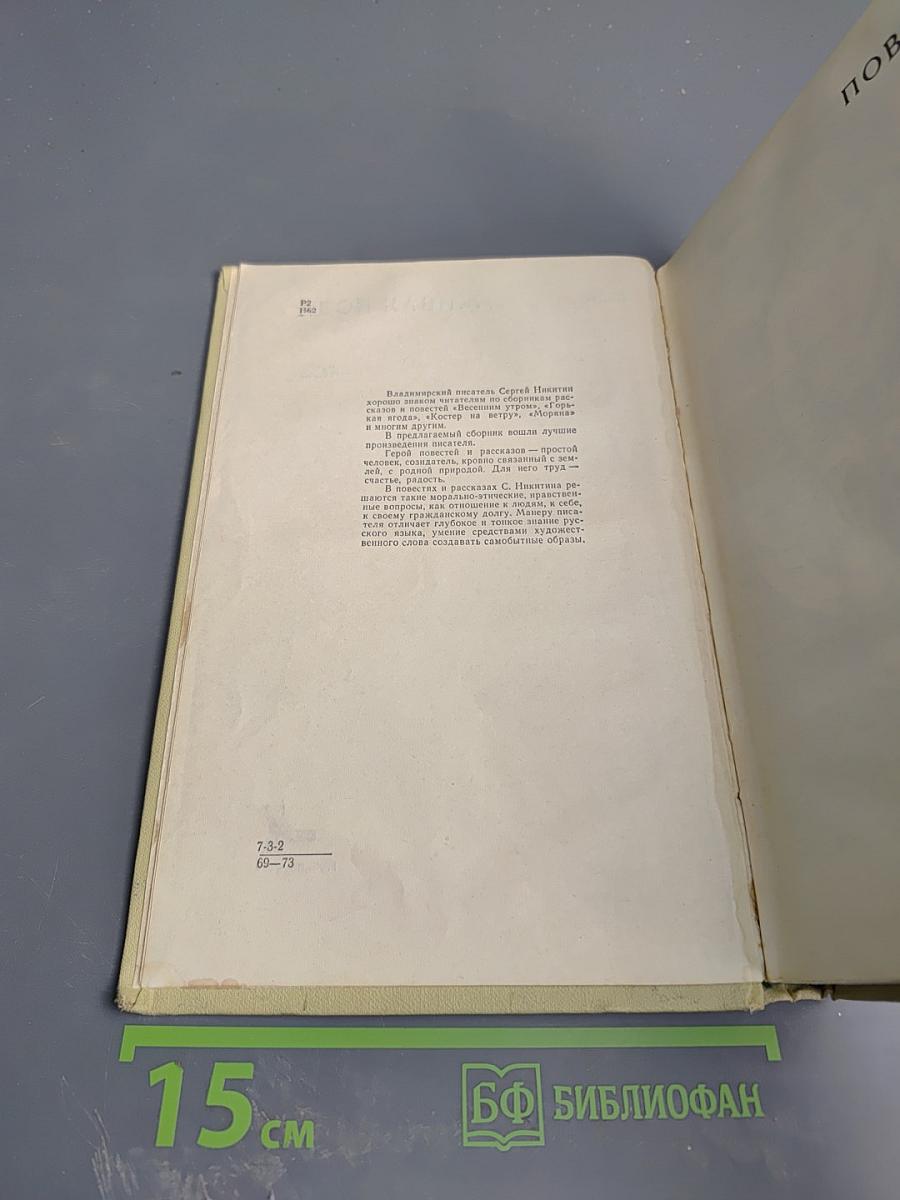 ПОВ
Р2
Н62
Владимирский писатель Сергей Никитин
хорошо знаком читателям по сборникам рас-
сказов и повестей «Весенним утром», «Горь-
кая ягода», «Костер на ветру», «Моряна»
и многим другим.
В предлагаемый сборник вошли лучшие
произведения писателя.
Герой повестей и рассказов — простой
человек, созидатель, кровно связанный с зем-
лей, с родной природой. Для него труд —
счастье, радость.
В повестях и рассказах С. Никитина ре-
шаются такие морально-этические, нравствен-
ные вопросы, как отношение к людям, к себе,
к своему гражданскому долгу. Манеру писа-
теля отличает глубокое и тонкое знание рус-
ского языка, умение средствами художест-
венного слова создавать самобытные образы.
7-3-2
69—73
15 см
БФ БИБЛИОФАН